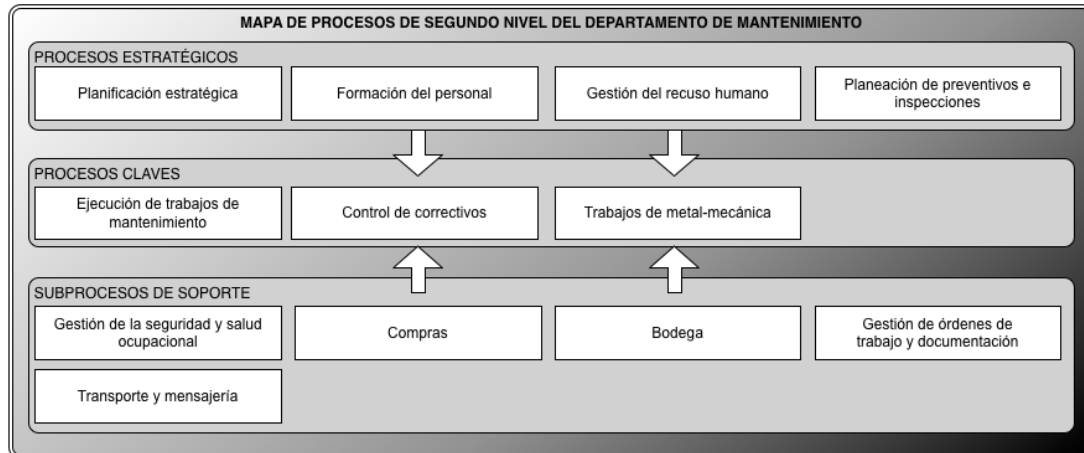 MAPA DE PROCESOS DE SEGUNDO NIVEL DEL DEPARTAMENTO DE MANTENIMIENTO
PROCESOS ESTRATÉGICOS
Planificación estratégica
Formación del personal
Gestión del recuso humano
Planeación de preventivos e
inspecciones
PROCESOS CLAVES
Ejecución de trabajos de
mantenimiento
Control de correctivos
Trabajos de metal-mecánica
SUBPROCESOS DE SOPORTE
Gestión de la seguridad y salud
ocupacional
Compras
Bodega
Gestión de órdenes de
trabajo y documentación
Transporte y mensajería